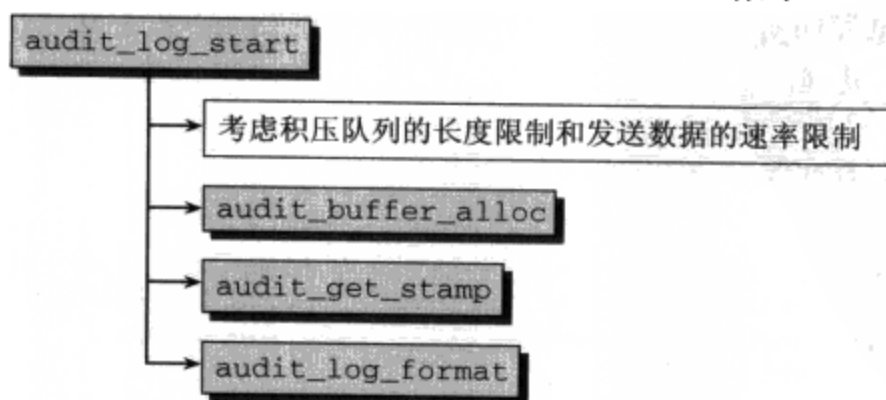 audit_log_start
考虑积压队列的长度限制和发送数据的速率限制
audit_buffer_alloc
audit_get_stamp
audit_log_format